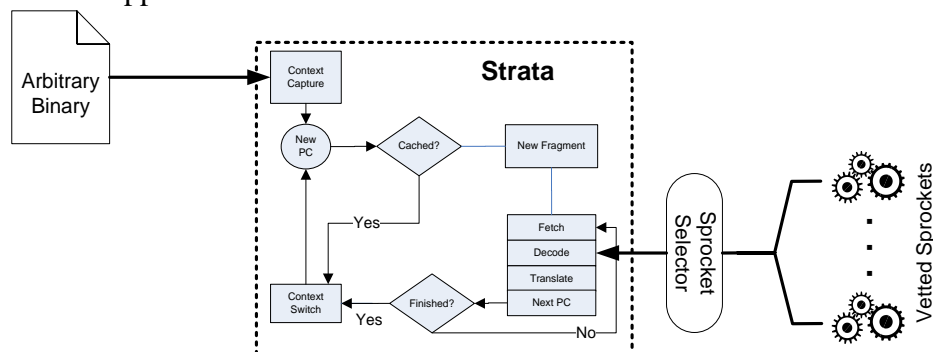 Arbitrary
Binary
Strata
Context
Capture
New
PC
Cached?
New Fragment
Yes
Fetch
Decode
Translate
Next PC
Context
Switch
Finished?
Yes
No
Sprocket
Selector
Vetted Sprockets